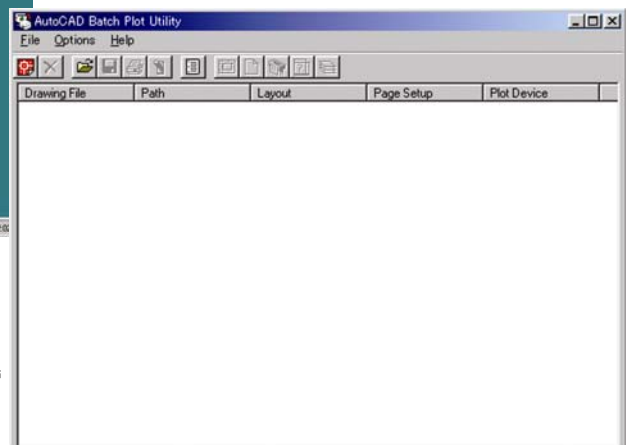 AutoCAD Batch Plot Utility
File Options Help
Drawing File Path Layout Page Setup Plot Device